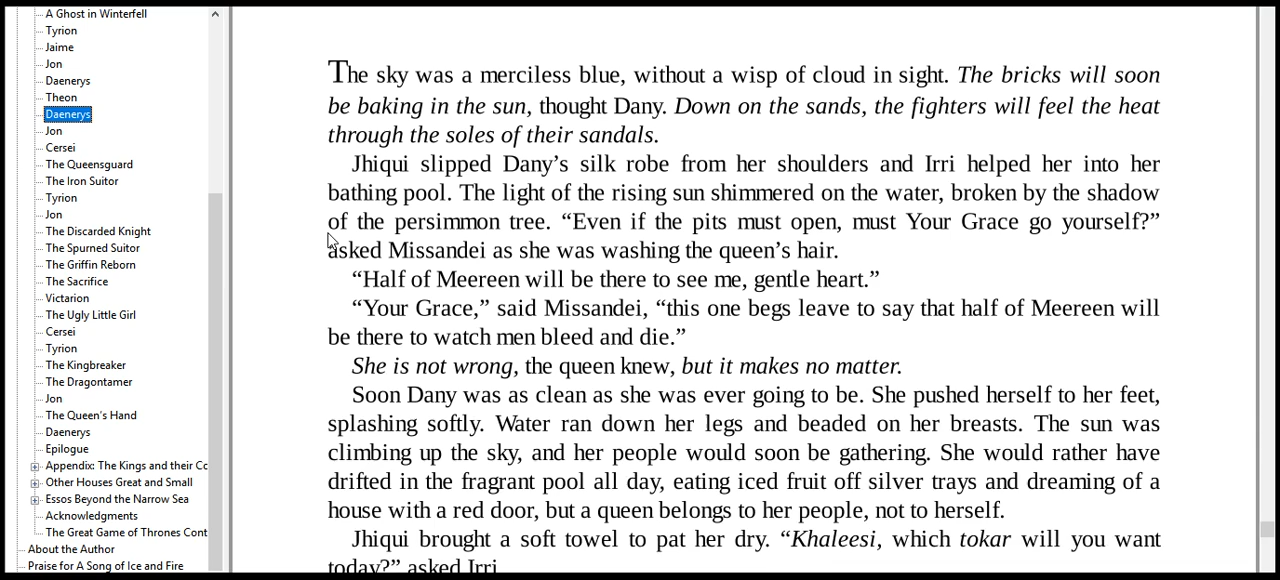 A Ghost in Winterfell
Tyrion
Jaime
Jon
Daenerys
Theon
Daenerys
Jon
Cersei
The Queensguard
The Iron Suitor
Tyrion
Jon
The Discarded Knight
The Spurned Suitor
The Griffin Reborn
The Sacrifice
Victarion
The Ugly Little Girl
Cersei
Tyrion
The Kingbreaker
The Dragontamer
Jon
The Queen's Hand
Daenerys
Epilogue
Appendix: The Kings and their Cc
Other Houses Great and Small
Essos Beyond the Narrow Sea
Acknowledgments
The Great Game of Thrones Cont
About the Author
Praise for A Song of Ice and Fire
The sky was a merciless blue, without a wisp of cloud in sight. The bricks will soon
be baking in the sun, thought Dany. Down on the sands, the fighters will feel the heat
through the soles of their sandals.
Jhiqui slipped Dany’s silk robe from her shoulders and Irri helped her into her
bathing pool. The light of the rising sun shimmered on the water, broken by the shadow
of the persimmon tree. “Even if the pits must open, must Your Grace go yourself?”
asked Missandei as she was washing the queen’s hair.
“Half of Meereen will be there to see me, gentle heart.”
“Your Grace,” said Missandei, “this one begs leave to say that half of Meereen will
be there to watch men bleed and die.”
She is not wrong, the queen knew, but it makes no matter.
Soon Dany was as clean as she was ever going to be. She pushed herself to her feet,
splashing softly. Water ran down her legs and beaded on her breasts. The sun was
climbing up the sky, and her people would soon be gathering. She would rather have
drifted in the fragrant pool all day, eating iced fruit off silver trays and dreaming of a
house with a red door, but a queen belongs to her people, not to herself.
Jhiqui brought a soft towel to pat her dry. “Khaleesi, which tokar will you want
today?” asked Irri